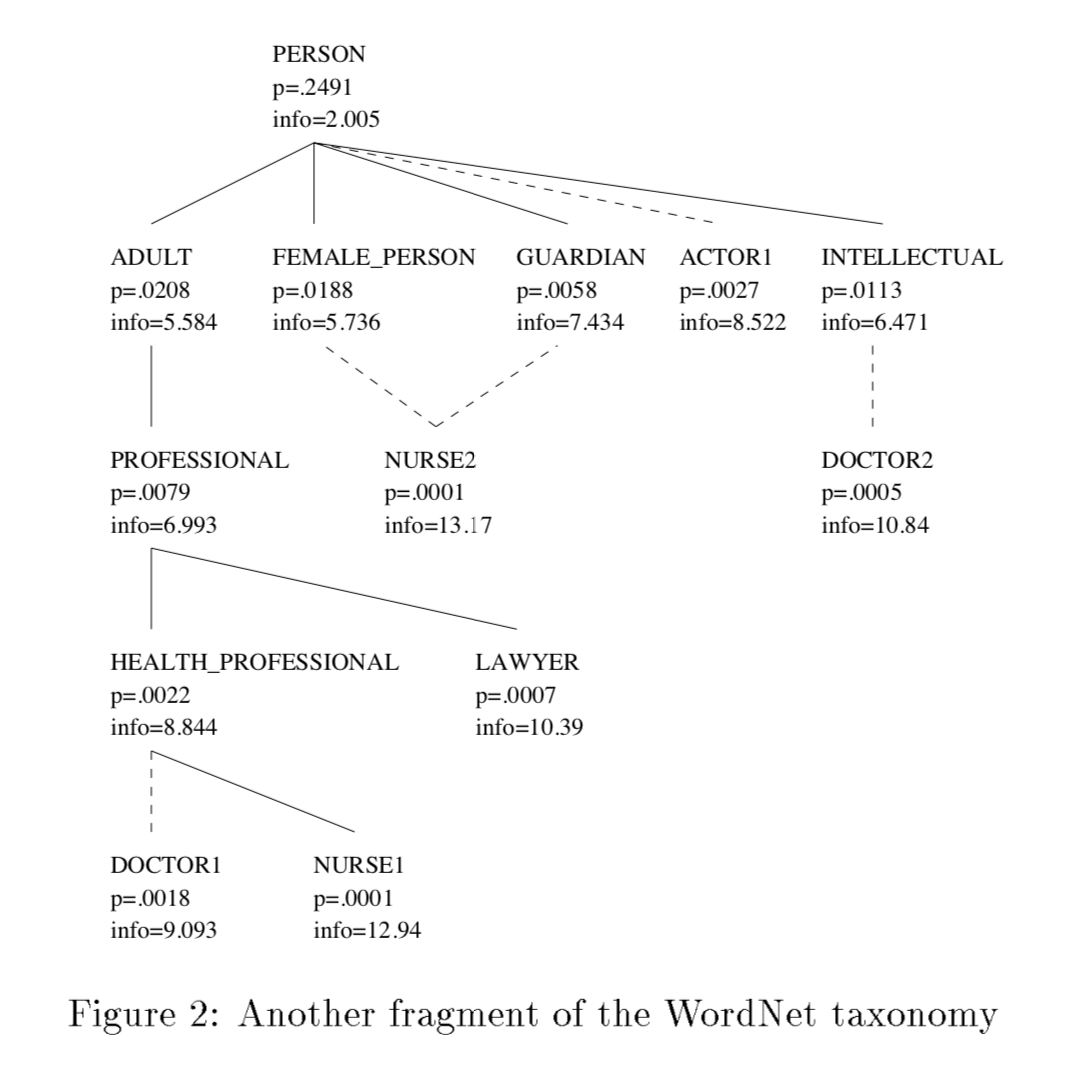 PERSON
p=.2491
info=2.005
ADULT
p=.0208
info=5.584
FEMALE_PERSON
p=.0188
info=5.736
GUARDIAN
p=.0058
info=7.434
ACTOR1
p=.0027
info=8.522
INTELLECTUAL
p=.0113
info=6.471
PROFESSIONAL
p=.0079
info=6.993
NURSE2
p=.0001
info=13.17
DOCTOR2
p=.0005
info=10.84
HEALTH_PROFESSIONAL
p=.0022
info=8.844
LAWYER
p=.0007
info=10.39
DOCTOR1
p=.0018
info=9.093
NURSE1
p=.0001
info=12.94
Figure 2: Another fragment of the WordNet taxonomy